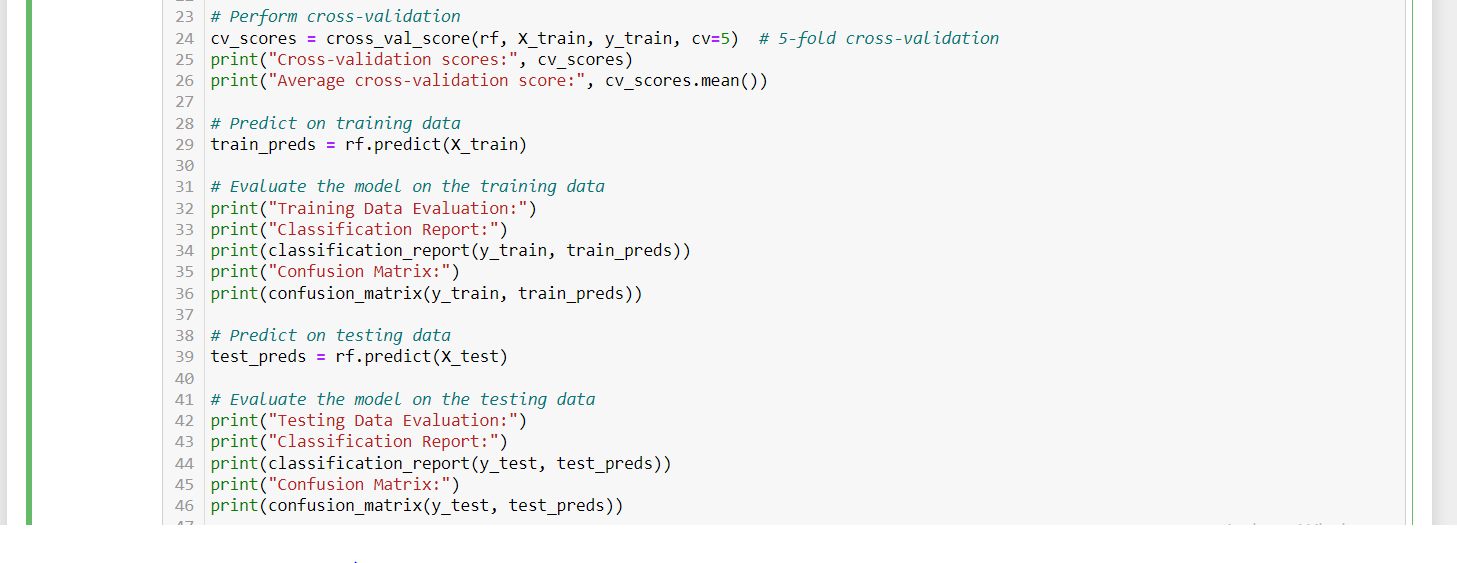 23 # Perform cross-validation
24 cv_scores = cross_val_score(rf, X_train, y_train, cv=5)  # 5-fold cross-validation
25 print("Cross-validation scores:", cv_scores)
26 print("Average cross-validation score:", cv_scores.mean())
27
28 # Predict on training data
29 train_preds = rf.predict(X_train)
30
31 # Evaluate the model on the training data
32 print("Training Data Evaluation:")
33 print("Classification Report:")
34 print(classification_report(y_train, train_preds))
35 print("Confusion Matrix:")
36 print(confusion_matrix(y_train, train_preds))
37
38 # Predict on testing data
39 test_preds = rf.predict(X_test)
40
41 # Evaluate the model on the testing data
42 print("Testing Data Evaluation:")
43 print("Classification Report:")
44 print(classification_report(y_test, test_preds))
45 print("Confusion Matrix:")
46 print(confusion_matrix(y_test, test_preds))